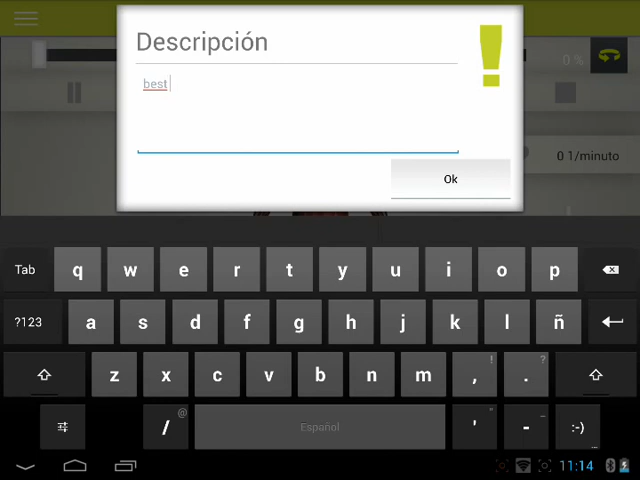 Descripción
best
0 %
0 1/minuto
Ok
Tab q w e r t y u i o p
?123 a s d f g h j k l ñ
z x c v b n m , ! . ?
/ @ Español ' " - _ :-) ...
11:14